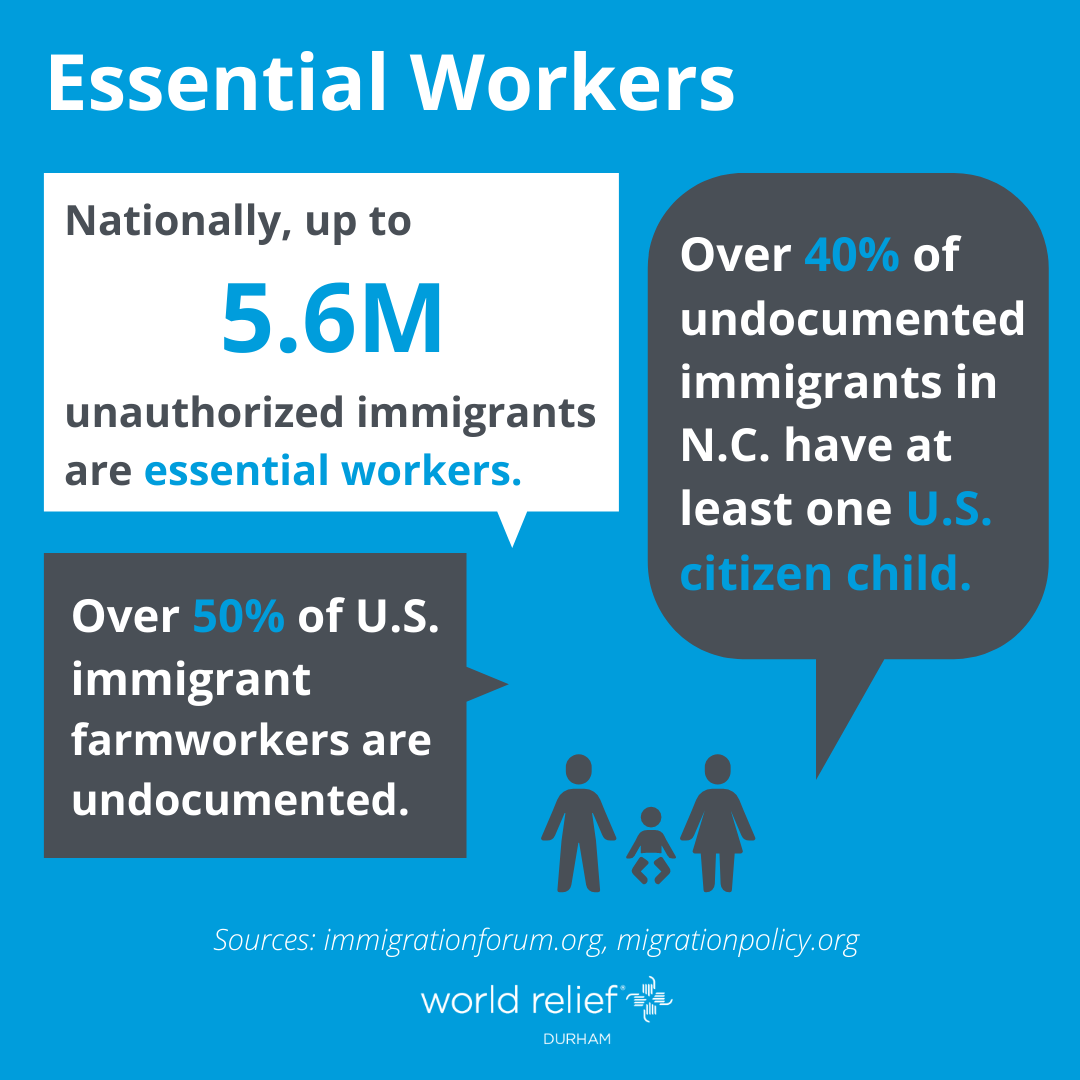 Essential Workers
Nationally, up to
5.6M
unauthorized immigrants
are essential workers.
Over 40% of
undocumented
immigrants in
N.C. have at
least one U.S.
citizen child.
Over 50% of U.S.
immigrant
farmworkers are
undocumented.
Sources: immigrationforum.org, migrationpolicy.org
world relief®
DURHAM